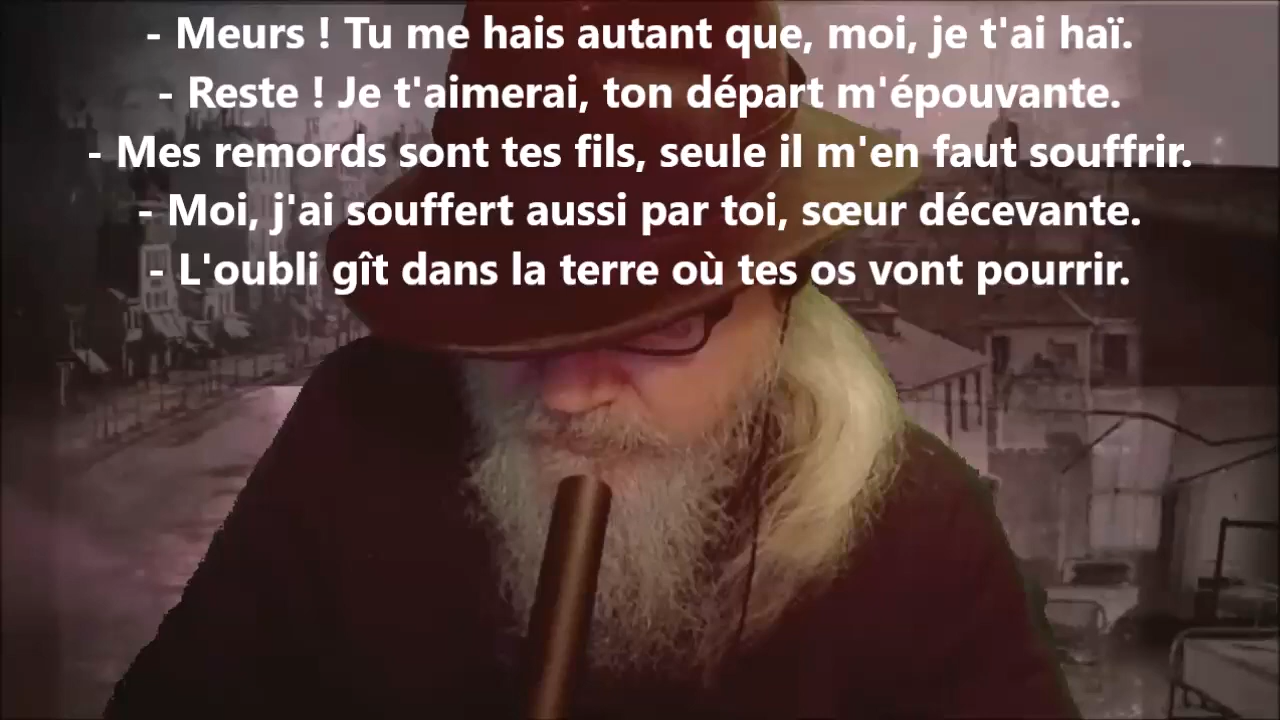 - Meurs ! Tu me hais autant que, moi, je t'ai haï.
- Reste ! Je t'aimerai, ton départ m'épouvante.
- Mes remords sont tes fils, seule il m'en faut souffrir.
- Moi, j'ai souffert aussi par toi, sœur décevante.
- L'oubli gît dans la terre où tes os vont pourrir.